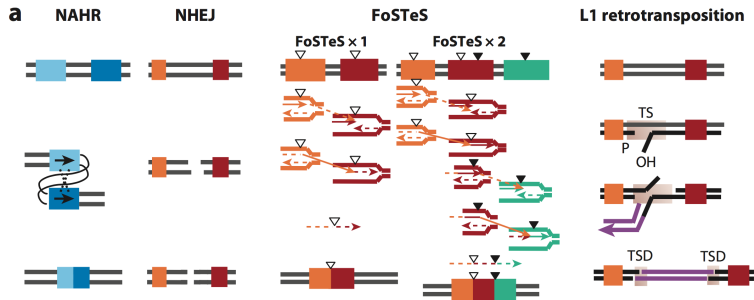 a
NAHR
NHEJ
FoSTeS
L1 retrotransposition
FoSTeS × 1
FoSTeS × 2
TS
P
OH
TSD
TSD